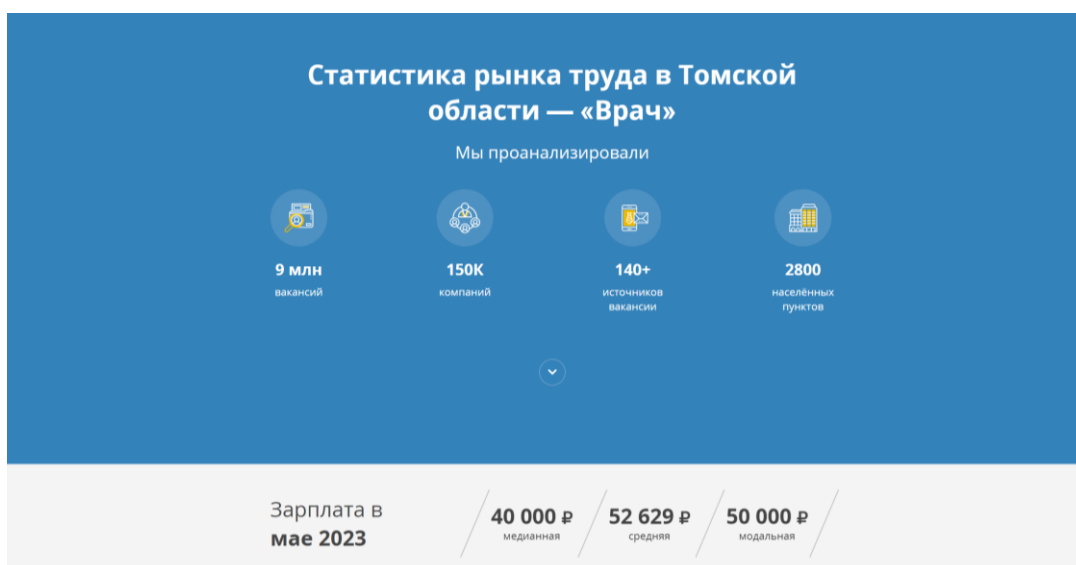 Статистика рынка труда в Томской
области — «Врач»
Мы проанализировали
9 млн
вакансий
150К
компаний
140+
источников
вакансии
2800
населённых
пунктов
Зарплата в
мае 2023
40 000 ₽
медианная
52 629 ₽
средняя
50 000 ₽
модальная